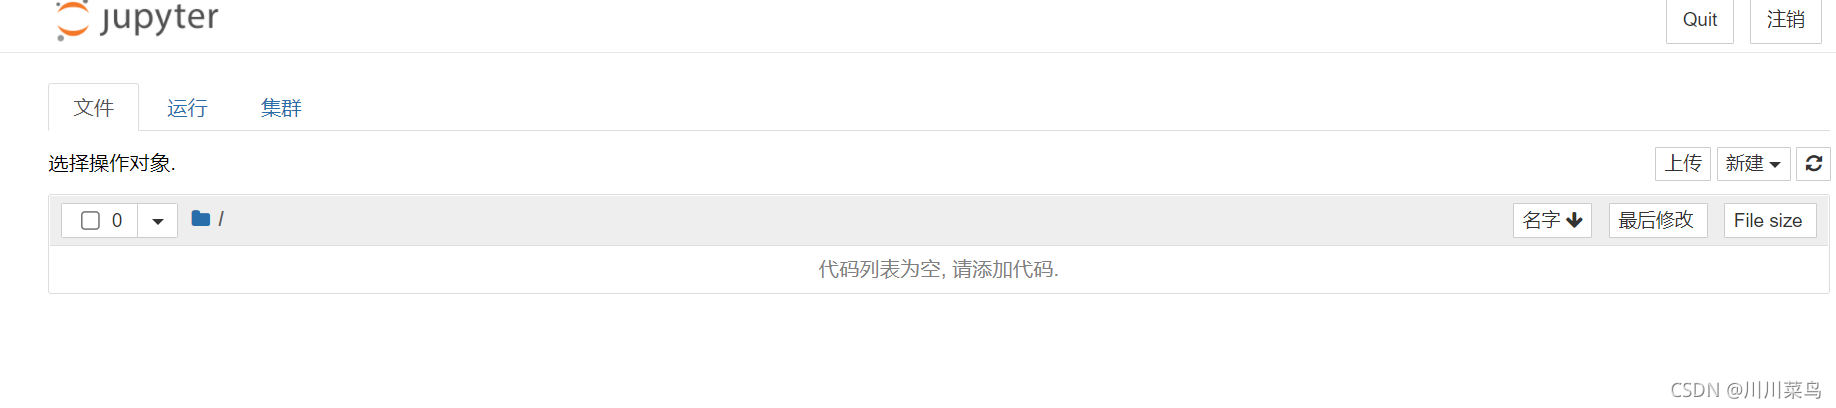 jupyter
Quit 注销
文件 运行 集群
选择操作对象. 上传 新建
0 / 名字 最后修改 File size
代码列表为空, 请添加代码.
CSDN @川川菜鸟